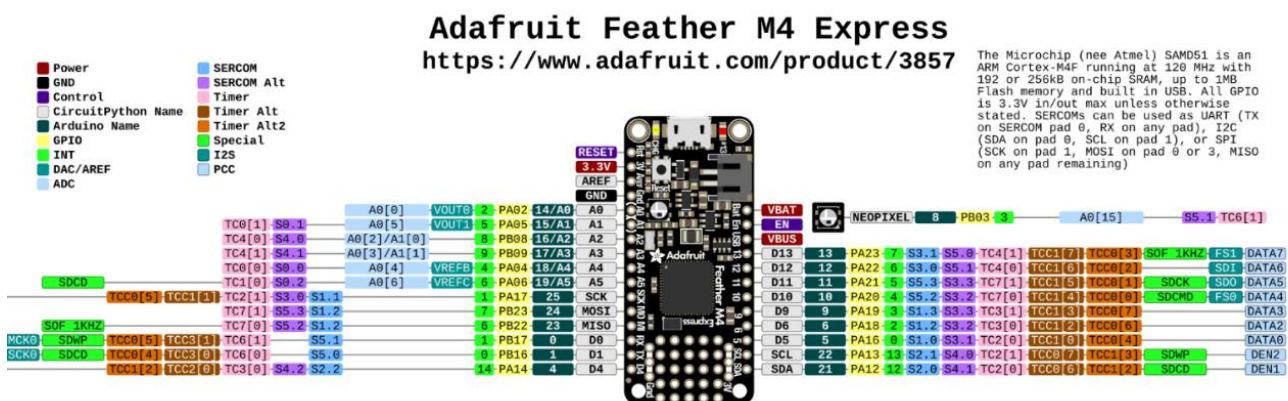 Adafruit Feather M4 Express
https://www.adafruit.com/product/3857
The Microchip (nee Atmel) SAMD51 is an
ARM Cortex-M4F running at 120 MHz with
192 or 256kB on-chip SRAM, up to 1MB
Flash memory and built in USB. All GPIO
is 3.3V in/out max unless otherwise
stated. SERCOMs can be used as UART (TX
on SERCOM pad 0, RX on any pad), I2C
(SDA on pad 0, SCL on pad 1), or SPI
(SCK on pad 1, MOSI on pad 0 or 3, MISO
on any pad remaining)
Power
GND
Control
CircuitPython Name
Arduino Name
GPIO
INT
DAC/AREF
ADC
SERCOM
SERCOM Alt
Timer
Timer Alt
Timer Alt2
Special
I2S
PCC
RESET
3.3V
AREF
GND
A0[0] VOUT0 2 PA02 14/A0 A0
TC0[1] S0.1 A0[5] VOUT1 5 PA05 15/A1 A1
TC4[0] S4.0 A0[2]/A1[0] 8 PB08 16/A2 A2
TC4[1] S4.1 A0[3]/A1[1] 9 PB09 17/A3 A3
TC0[0] S0.0 A0[4] VREFB 4 PA04 18/A4 A4
SDCD TC1[0] S0.2 A0[6] VREFC 6 PA06 19/A5 A5
TCC0[5] TCC1[1] TC2[1] S3.0 S1.1 1 PA17 25 SCK
TC7[1] S5.3 S1.2 7 PB23 24 MOSI
SOF 1KHZ TC7[0] S5.2 S1.2 6 PB22 23 MISO
MCK0 SDWP TCC0[5] TCC3[1] TC6[1] S5.1 1 PB17 0 D0
SCK0 SDCD TCC0[4] TCC3[0] TC6[0] S5.0 0 PB16 1 D1
TCC1[2] TCC2[0] TC3[0] S4.2 S2.2 14 PA14 4 D4
VBAT
EN
VBUS
NEOPIXEL 8 PB03 3 A0[15] S5.1 TC6[1]
D13 13 PA23 7 S3.1 S5.0 TC4[1] TCC1[7] TCC0[3] SOF 1KHZ FS1 DATA7
D12 12 PA22 6 S3.0 S5.1 TC4[0] TCC1[6] TCC0[2] SDI DATA6
D11 11 PA21 5 S5.3 S3.3 TC7[1] TCC1[5] TCC0[1] SDCK SDO DATA5
D10 10 PA20 4 S5.2 S3.2 TC7[0] TCC1[4] TCC0[0] SDCMD FS0 DATA4
D9 9 PA19 3 S1.3 S3.3 TC3[1] TCC1[3] TCC0[7] DATA3
D6 6 PA18 2 S1.2 S3.2 TC3[0] TCC1[2] TCC0[6] DATA2
D5 5 PA16 0 S1.0 S3.1 TC2[0] TCC1[0] TCC0[4] DATA0
SCL 22 PA13 13 S2.1 S4.0 TC2[1] TCC0[7] TCC1[3] SDWP DEN2
SDA 21 PA12 12 S2.0 S4.1 TC2[0] TCC0[6] TCC1[2] SDCD DEN1
Reset
Adafruit
Feather M4
Express